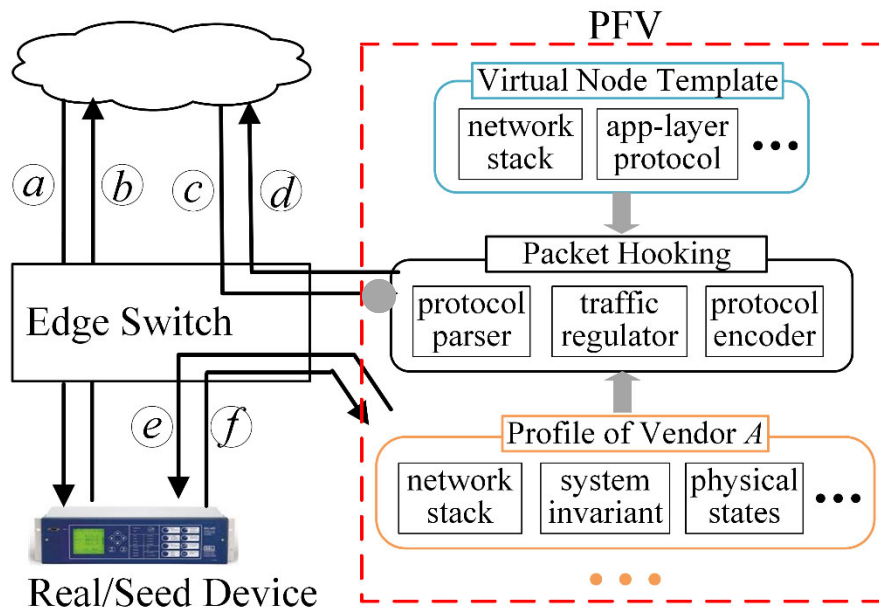 PFV
Virtual Node Template
network
stack
app-layer
protocol
a
b
c
d
Packet Hooking
Edge Switch
protocol
parser
traffic
regulator
protocol
encoder
e
f
Profile of Vendor A
network
stack
system
invariant
physical
states
Real/Seed Device